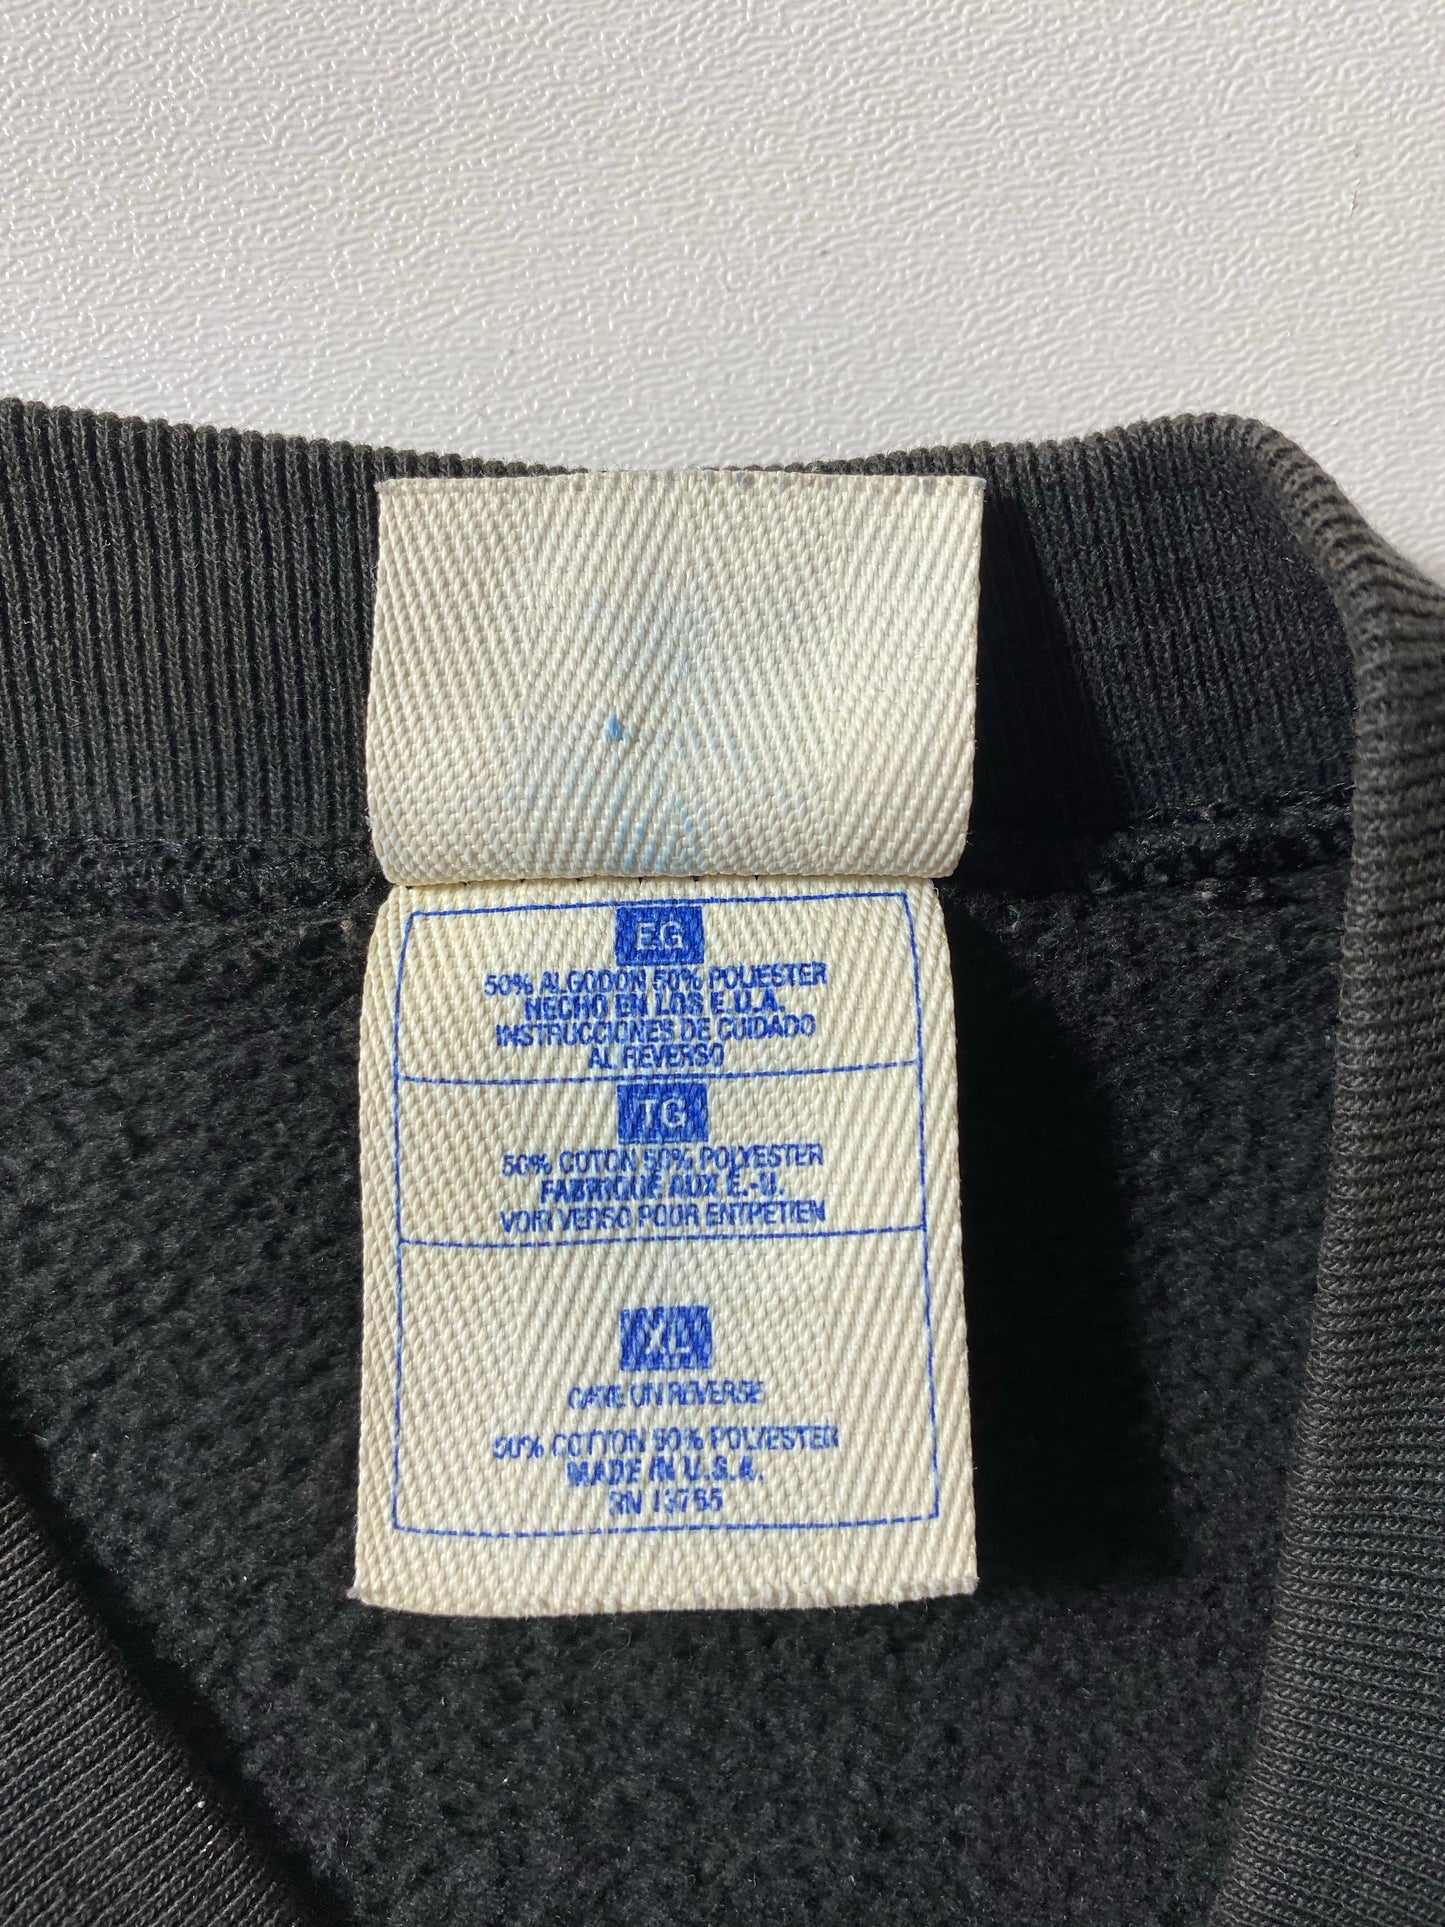 EG
50% ALGODON 50% POLIESTER
HECHO EN LOS E.U.A.
INSTRUCCIONES DE CUIDADO
AL REVERSO
TG
50% COTON 50% POLYESTER
FABRIQUE AUX E.-U.
VOIR VERSO POUR ENTRETIEN
XL
CARE ON REVERSE
50% COTTON 50% POLYESTER
MADE IN U.S.A.
RN 13765